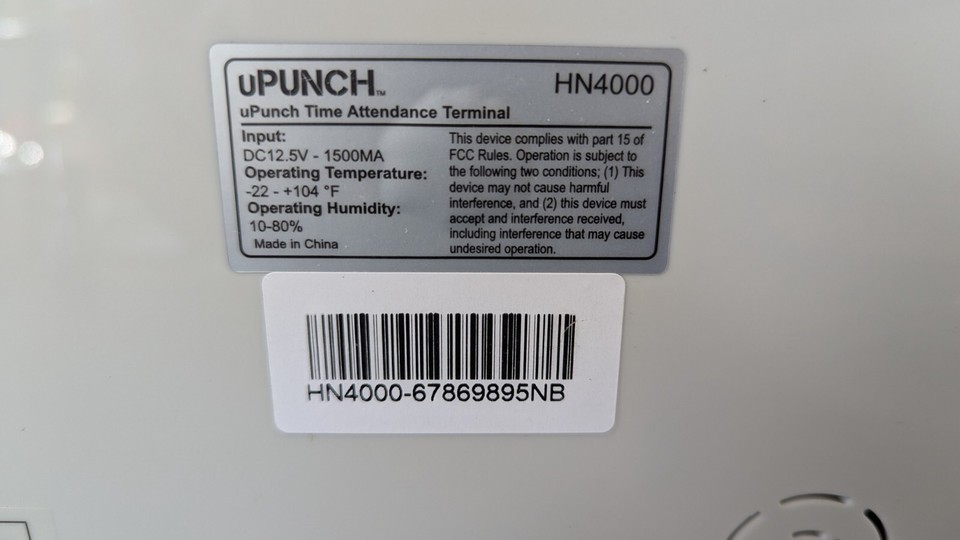 uPUNCH™ HN4000
uPunch Time Attendance Terminal
Input:
DC12.5V - 1500MA
Operating Temperature:
-22 - +104 °F
Operating Humidity:
10-80%
Made in China
This device complies with part 15 of
FCC Rules. Operation is subject to
the following two conditions; (1) This
device may not cause harmful
interference, and (2) this device must
accept and interference received,
including interference that may cause
undesired operation.
HN4000-67869895NB